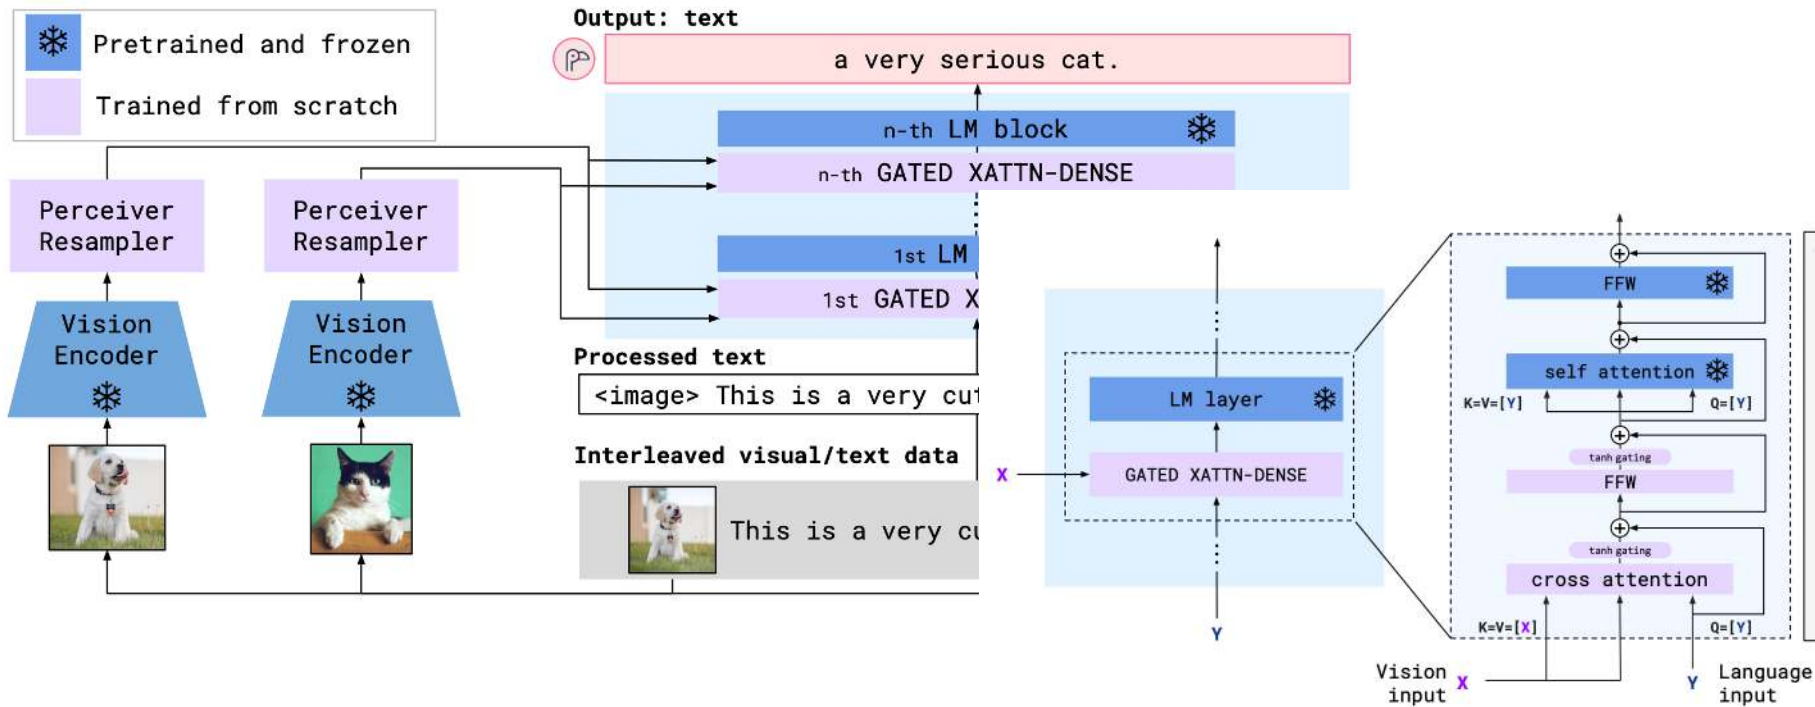 Pretrained and frozen
Trained from scratch
Output: text
a very serious cat.
n-th LM block
n-th GATED XATTN-DENSE
1st LM
1st GATED X
Perceiver
Resampler
Perceiver
Resampler
Vision
Encoder
Vision
Encoder
Processed text
<image> This is a very cut
Interleaved visual/text data
This is a very cu
LM layer
GATED XATTN-DENSE
X
Y
FFW
self attention
K=V=[Y]
Q=[Y]
tanh gating
FFW
tanh gating
cross attention
K=V=[X]
Q=[Y]
Vision
input X
Y Language
input